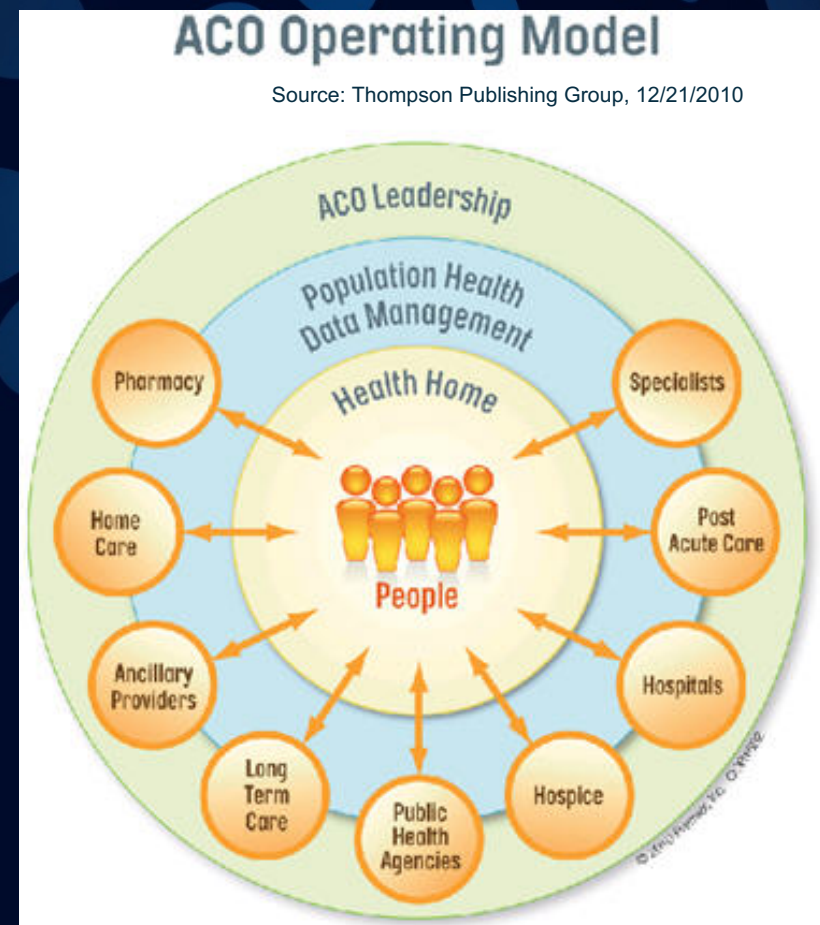 ACO Operating Model
Source: Thompson Publishing Group, 12/21/2010
ACO Leadership
Population Health
Data Management
Health Home
Pharmacy
Specialists
Home
Care
Post
Acute Care
People
Ancillary
Providers
Hospitals
Long
Term
Care
Public
Health
Agencies
Hospice
©